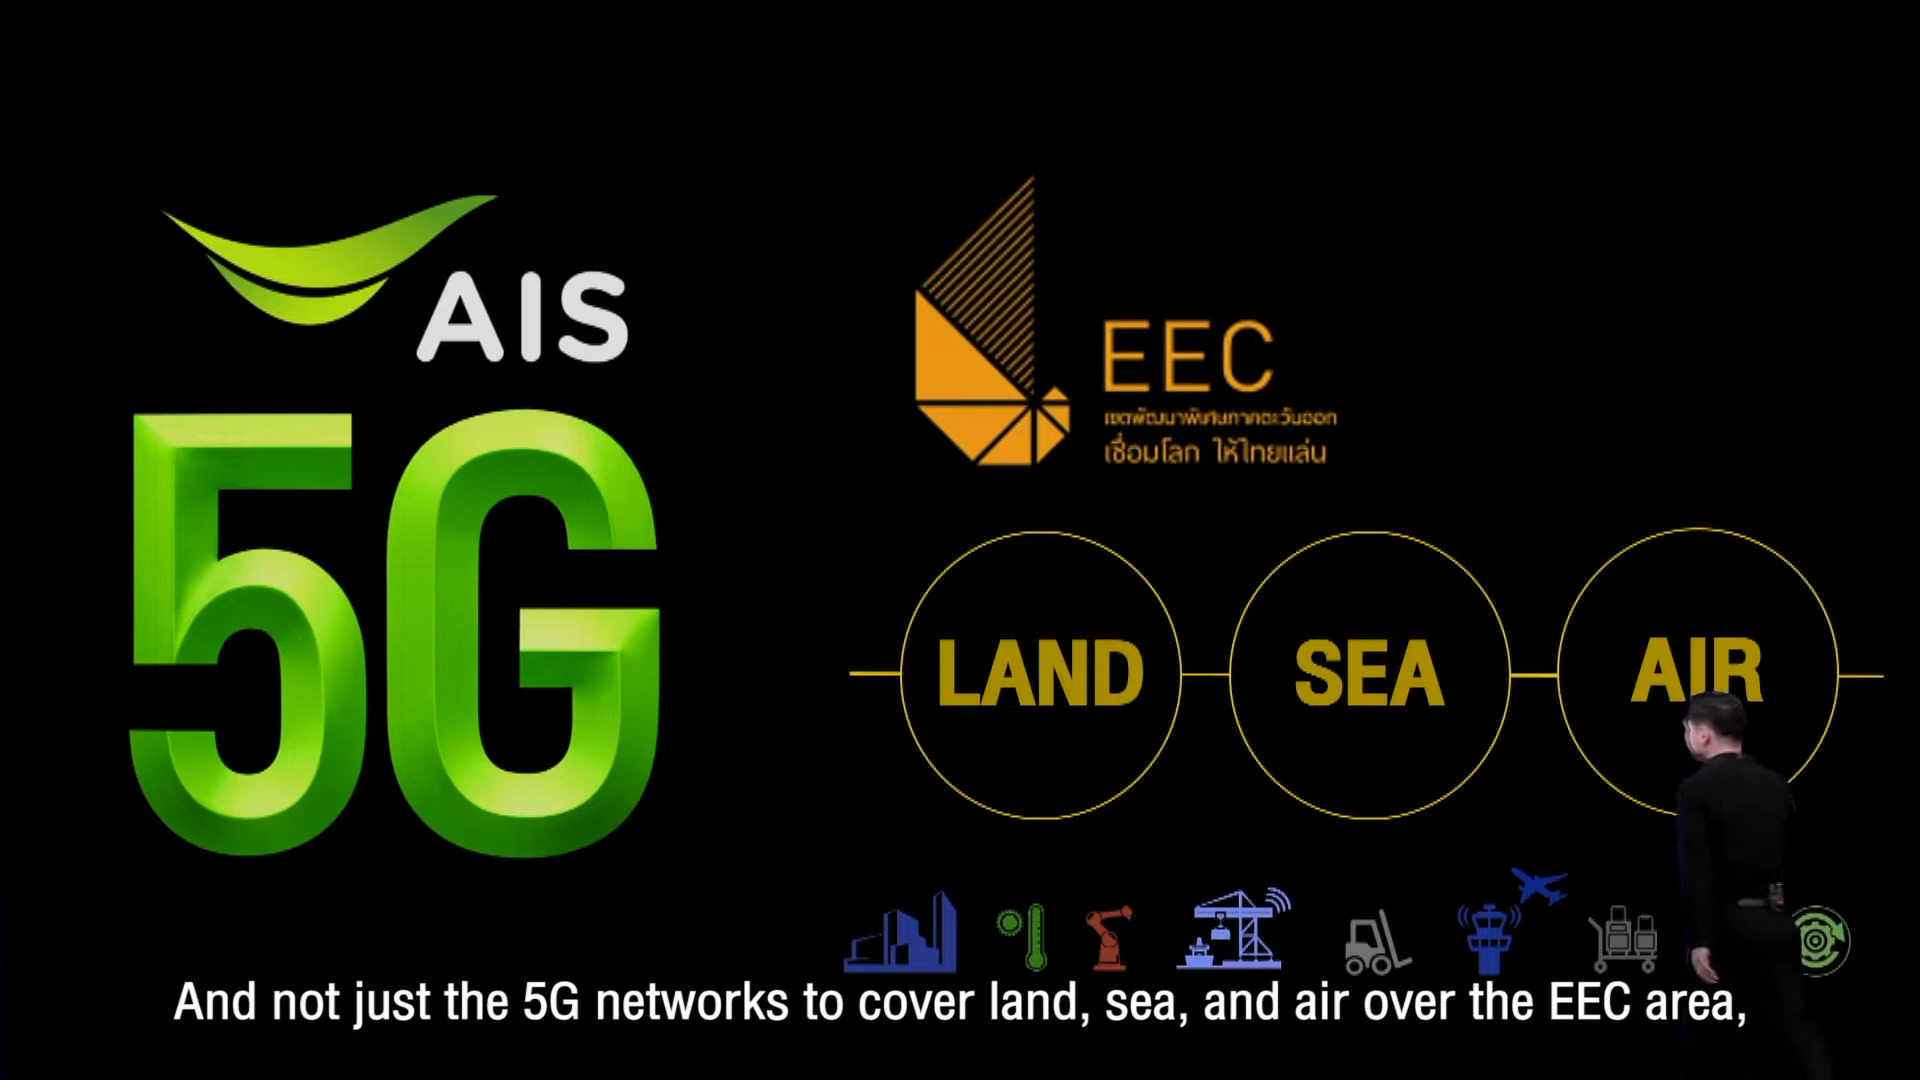 AIS
5G
EEC
เขตพัฒนาพิเศษภาคตะวันออก
เชื่อมโลก ให้ไทยแล่น
LAND
SEA
AIR
And not just the 5G networks to cover land, sea, and air over the EEC area,